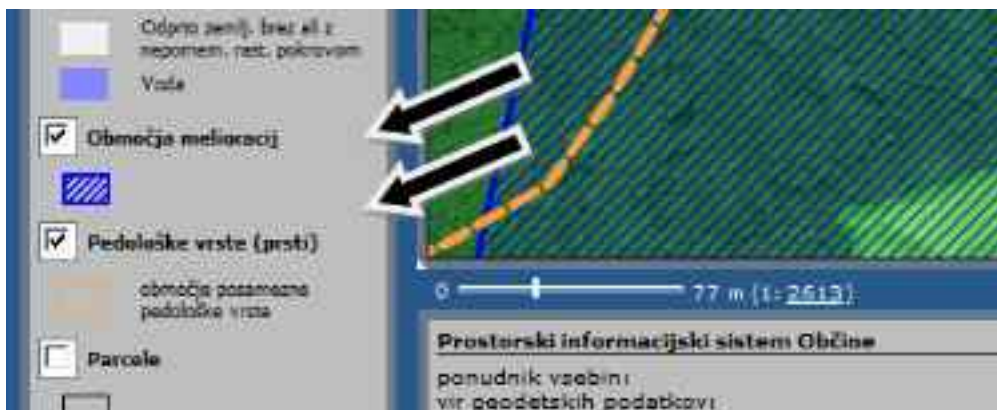 Odprto zemlj. brez ali z
nepomem. rast. pokrovom
Voda
Območja melioracij
Pedološke vrste (prsti)
območje posamezne
pedološke vrste
Parcele
0 77 m (1: 2613)
Prostorski informacijski sistem Občine
ponudnik vsebin:
vir geodetskih podatkov: